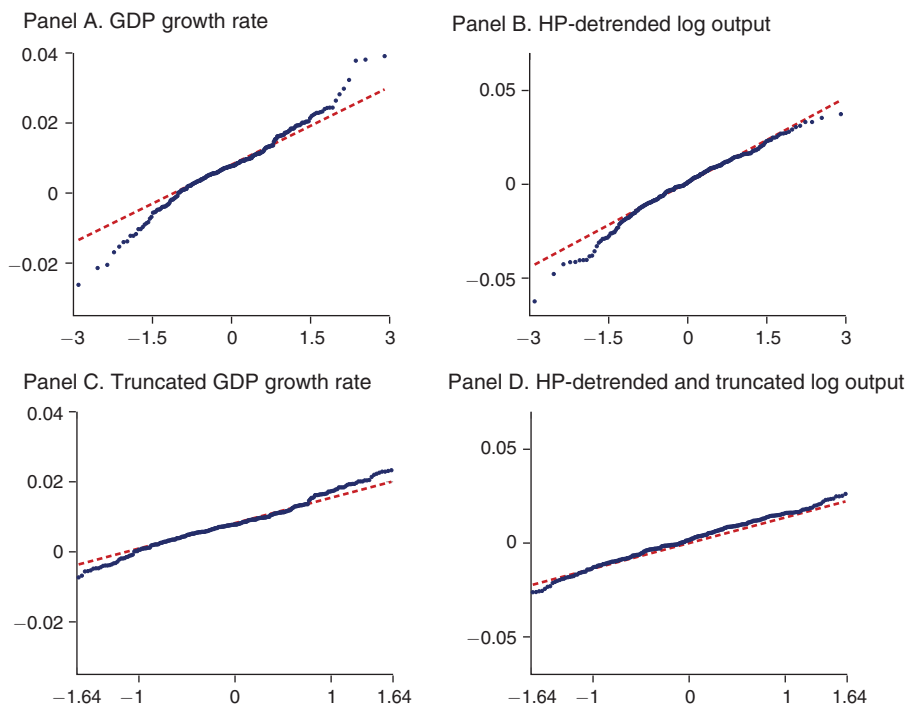 Panel A. GDP growth rate
0.04
0.02
0
−0.02
−3 −1.5 0 1.5 3
Panel B. HP-detrended log output
0.05
0
−0.05
−3 −1.5 0 1.5 3
Panel C. Truncated GDP growth rate
0.04
0.02
0
−0.02
−1.64 −1 0 1 1.64
Panel D. HP-detrended and truncated log output
0.05
0
−0.05
−1.64 −1 0 1 1.64